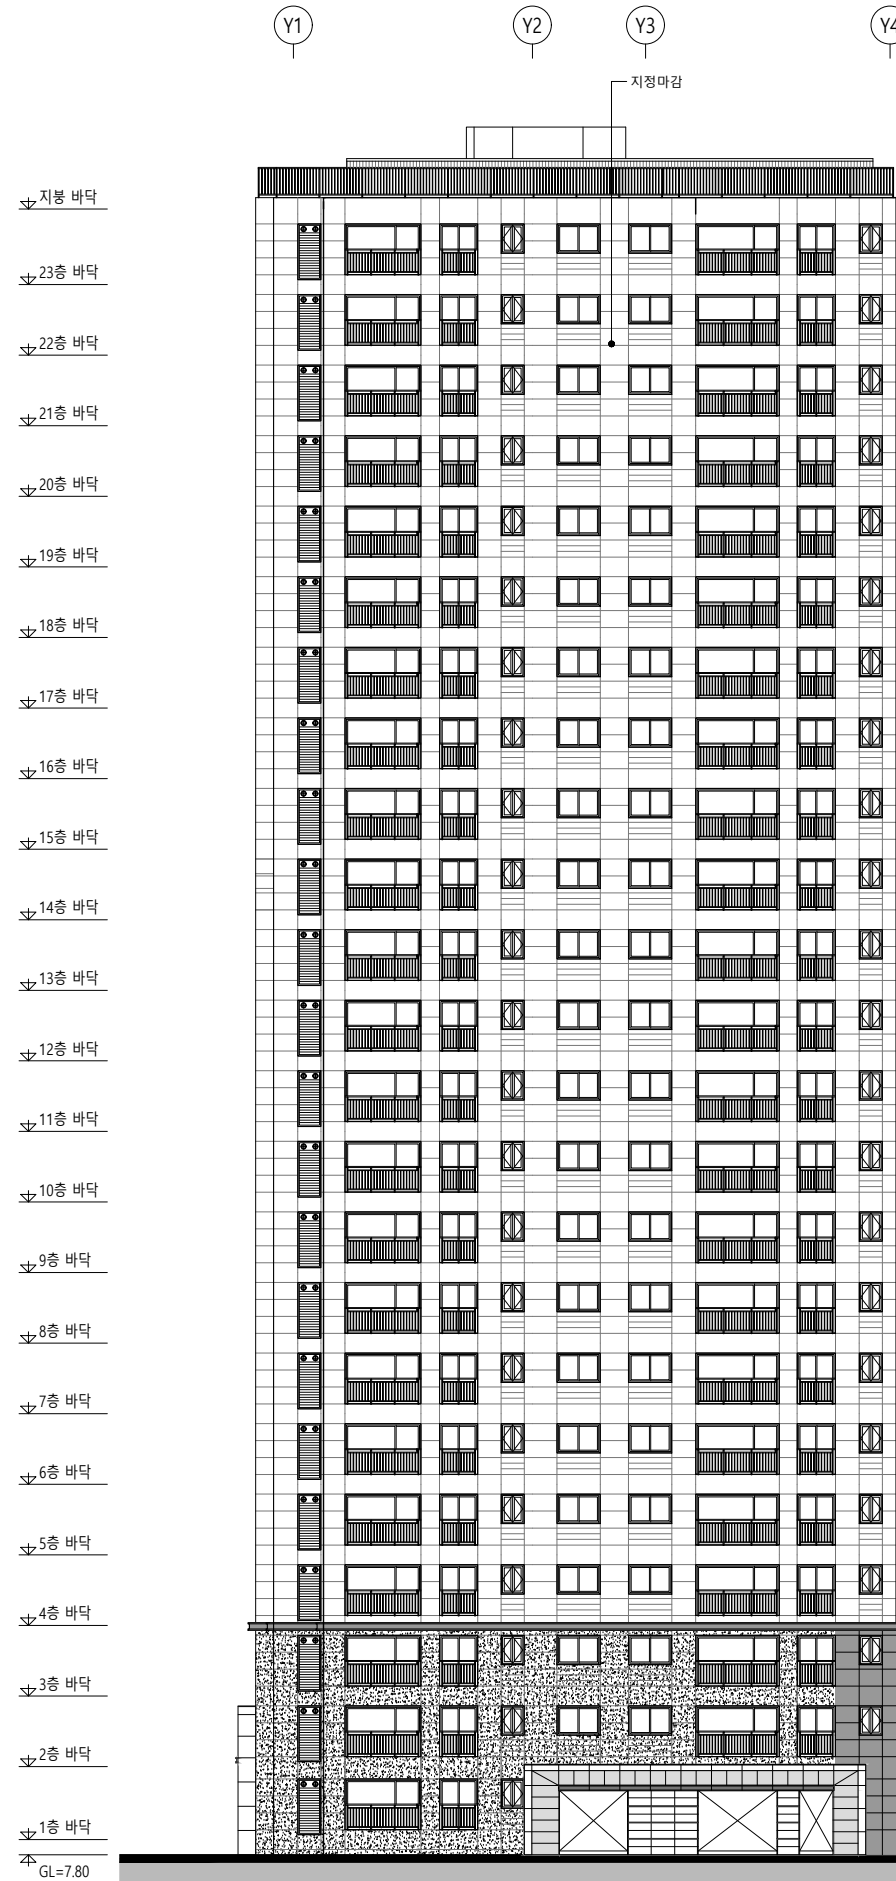 Y1
Y2
Y3
Y4
지정마감
지붕 바닥
23층 바닥
22층 바닥
21층 바닥
20층 바닥
19층 바닥
18층 바닥
17층 바닥
16층 바닥
15층 바닥
14층 바닥
13층 바닥
12층 바닥
11층 바닥
10층 바닥
9층 바닥
8층 바닥
7층 바닥
6층 바닥
5층 바닥
4층 바닥
3층 바닥
2층 바닥
1층 바닥
GL=7.80